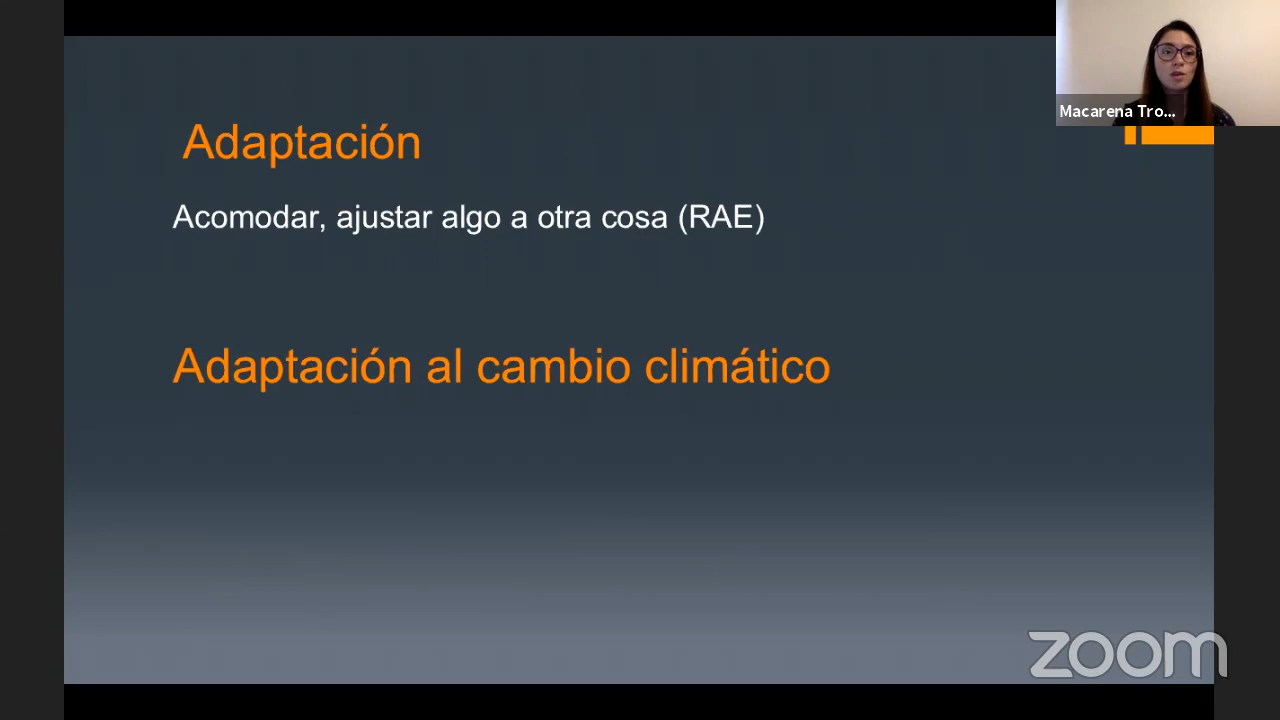 Macarena Tro...
Adaptación
Acomodar, ajustar algo a otra cosa (RAE)
Adaptación al cambio climático
zoom